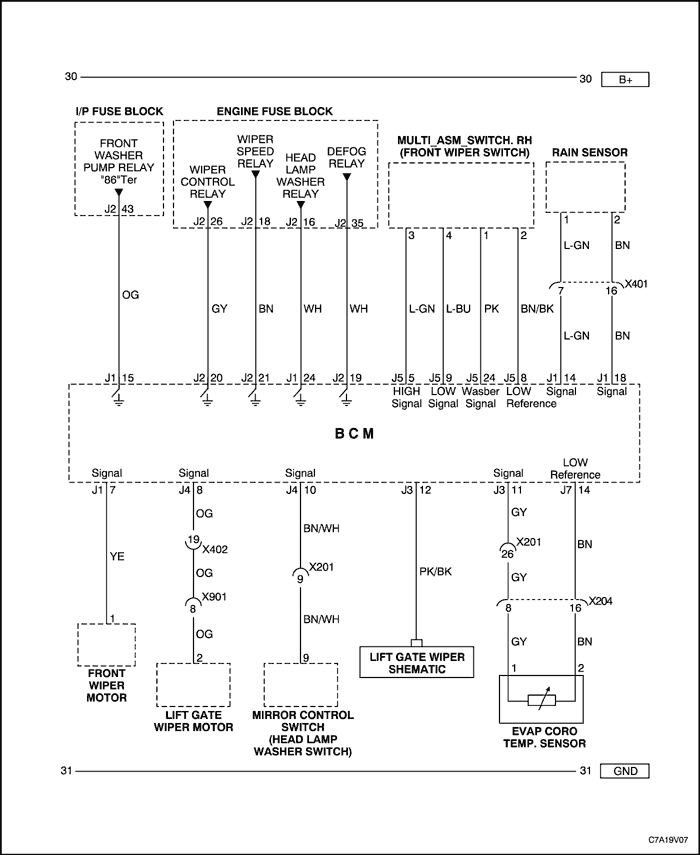 30 30 B+
I/P FUSE BLOCK
ENGINE FUSE BLOCK
FRONT
WASHER
PUMP RELAY
"86"Ter
WIPER
CONTROL
RELAY
WIPER
SPEED
RELAY
HEAD
LAMP
WASHER
RELAY
DEFOG
RELAY
MULTI_ASM_SWITCH. RH
(FRONT WIPER SWITCH)
RAIN SENSOR
J2 43
J2 26 J2 18 J2 16 J2 35
3 4 1 2
1 2
L-GN BN
7 16 X401
OG GY BN WH WH L-GN L-BU PK BN/BK
L-GN BN
J1 15 J2 20 J2 21 J1 24 J2 19 J5 5 J5 9 J5 24 J5 8 J1 14 J1 18
HIGH
Signal
LOW
Signal
Wasber
Signal
LOW
Reference
Signal
Signal
BCM
Signal
Signal
Signal
Signal
LOW
Reference
J1 7 J4 8 J4 10 J3 12 J3 11 J7 14
YE
OG
19 X402
OG
X901
8
OG
BN/WH
X201
9
BN/WH
PK/BK
GY
X201
26
GY
BN
8 16 X204
GY BN
1
FRONT
WIPER
MOTOR
2
LIFT GATE
WIPER MOTOR
9
MIRROR CONTROL
SWITCH
(HEAD LAMP
WASHER SWITCH)
LIFT GATE WIPER
SHEMATIC
1 2
EVAP CORO
TEMP. SENSOR
31 31 GND
C7A19V07